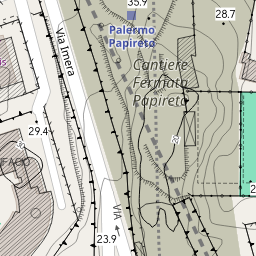 35.9
28.7
Palermo
Papireto
Via Imera
Cantiere
Fermata
Papireto
29.4
VIA
23.9